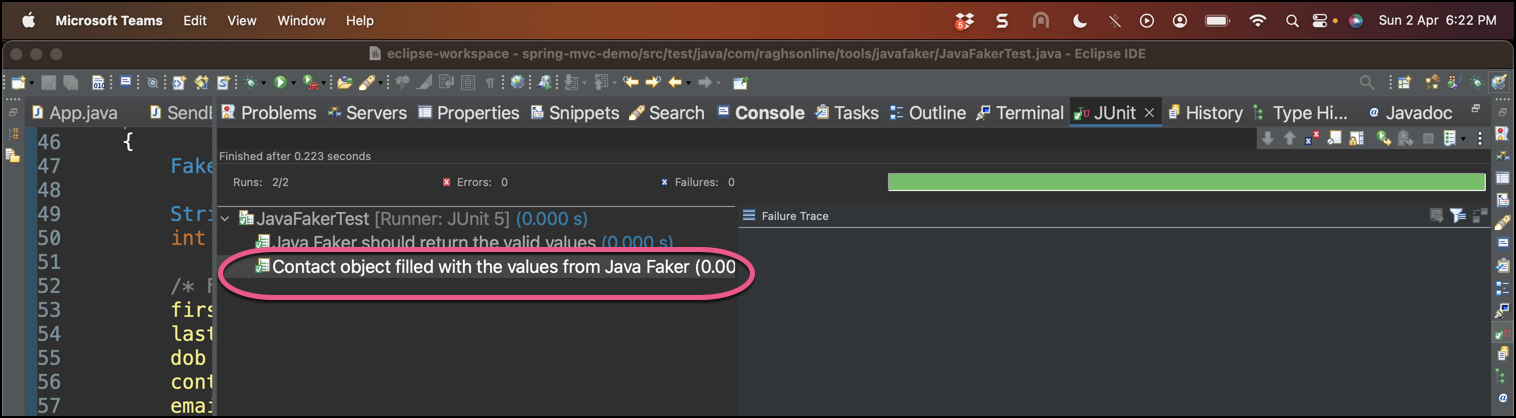 Microsoft Teams Edit View Window Help 5 S Sun 2 Apr 6:22 PM
eclipse-workspace - spring-mvc-demo/src/test/java/com/raghsonline/tools/javafaker/JavaFakerTest.java - Eclipse IDE
App.java Send Problems Servers Properties Snippets Search Console Tasks Outline Terminal JUnit History Type Hi... Javadoc
46 {
47 Fake
48
49 Stri
50 int
51
52 /* F
53 firs
54 last
55 dob
56 cont
57 emai
Finished after 0.223 seconds
Runs: 2/2 Errors: 0 Failures: 0
JavaFakerTest [Runner: JUnit 5] (0.000 s)
Java Faker should return the valid values (0.000 s)
Contact object filled with the values from Java Faker (0.00
Failure Trace